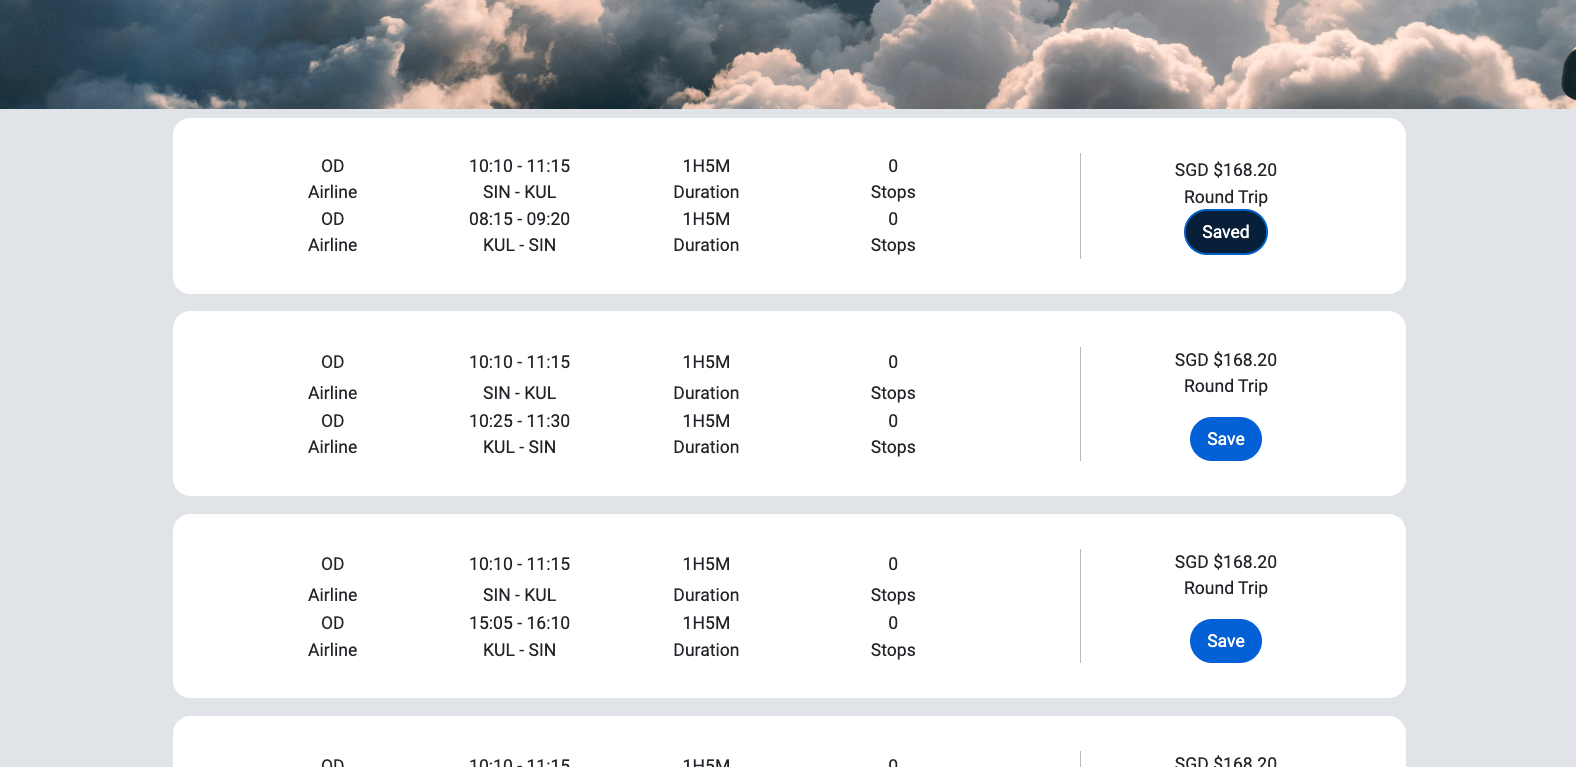 OD 10:10 - 11:15 1H5M 0
SGD $168.20
Airline SIN - KUL Duration Stops
Round Trip
OD 08:15 - 09:20 1H5M 0
Saved
Airline KUL - SIN Duration Stops
OD 10:10 - 11:15 1H5M 0
SGD $168.20
Airline SIN - KUL Duration Stops
Round Trip
OD 10:25 - 11:30 1H5M 0
Save
Airline KUL - SIN Duration Stops
OD 10:10 - 11:15 1H5M 0
SGD $168.20
Airline SIN - KUL Duration Stops
Round Trip
OD 15:05 - 16:10 1H5M 0
Save
Airline KUL - SIN Duration Stops
OD 10:10 - 11:15 1H5M 0
SGD $168.20